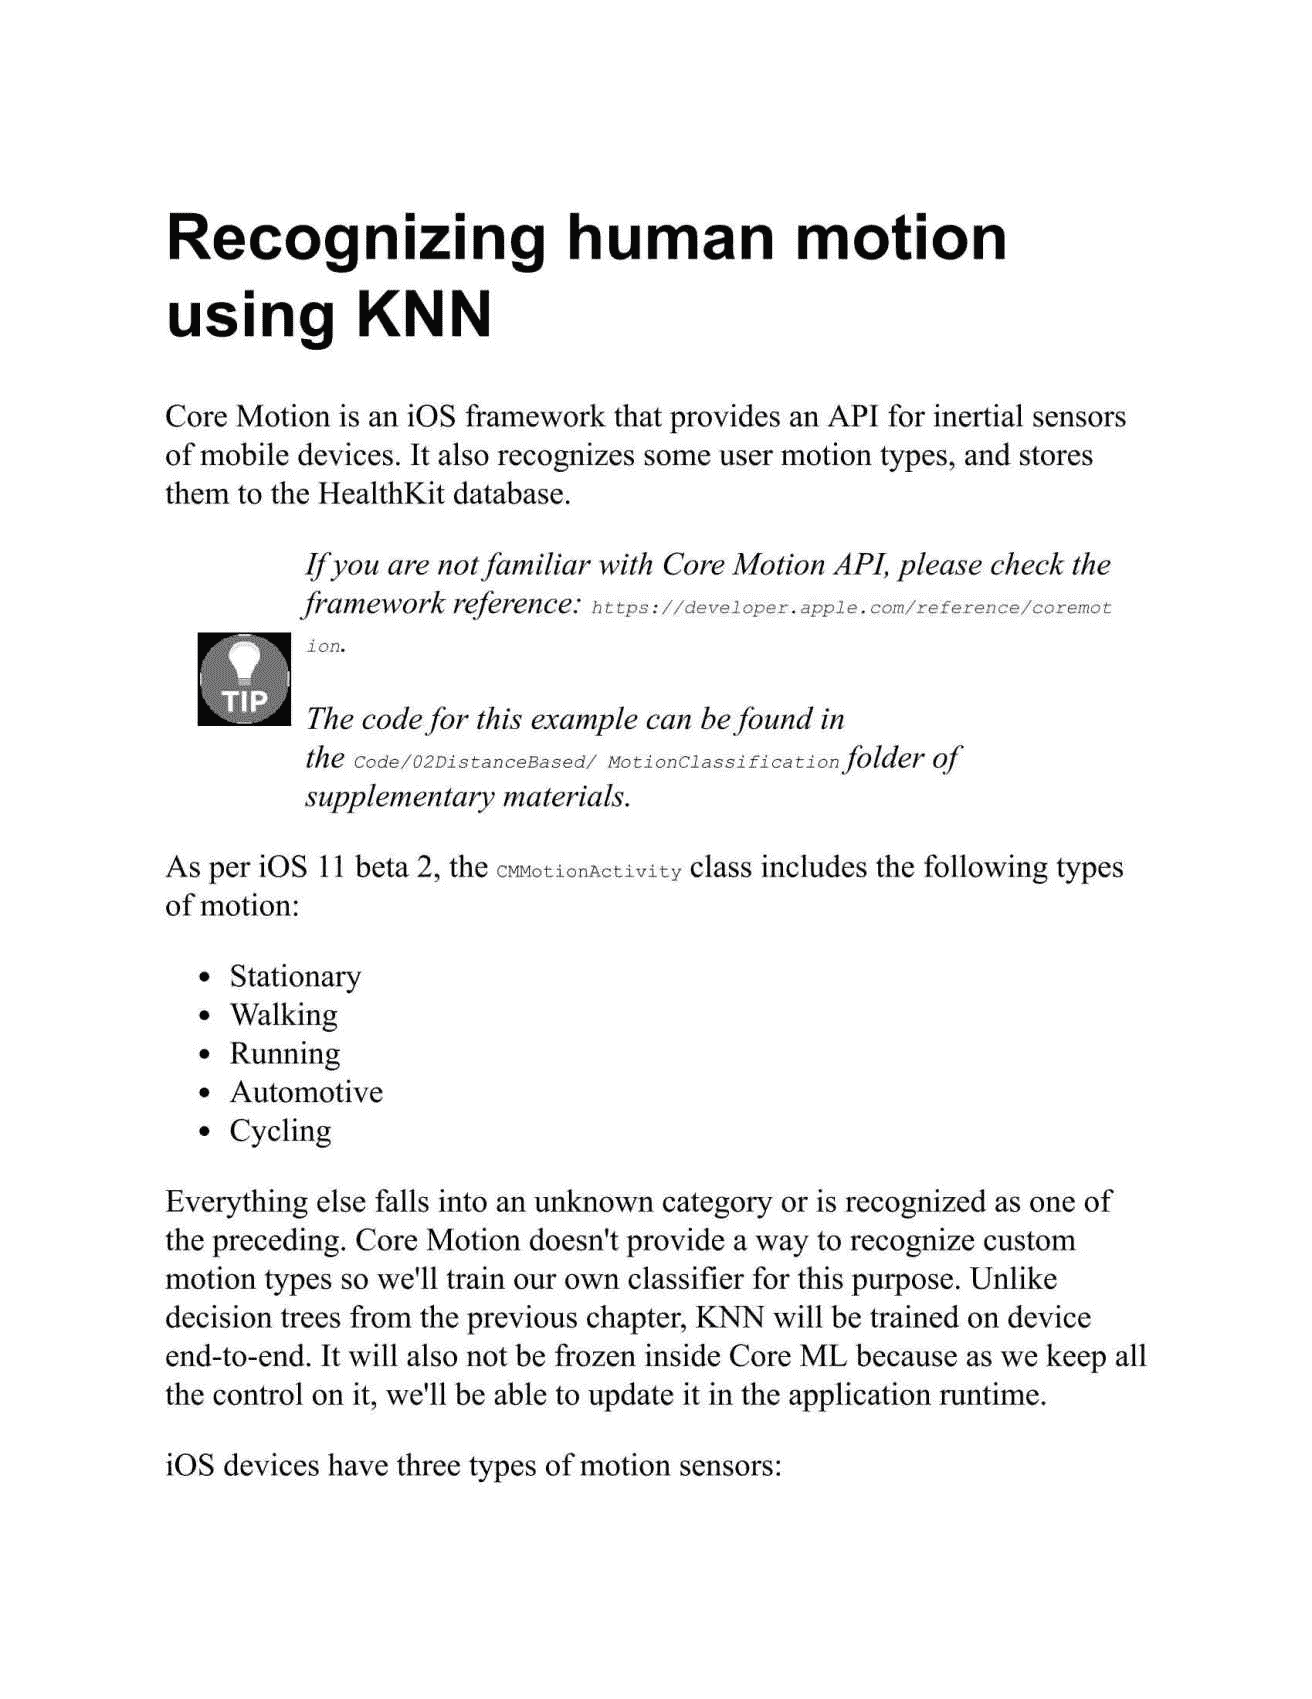 Recognizing human motion
using KNN
Core Motion is an iOS framework that provides an API for inertial sensors
of mobile devices. It also recognizes some user motion types, and stores
them to the HealthKit database.
If you are not familiar with Core Motion API, please check the
framework reference: https://developer.apple.com/reference/coremot
ion.
TIP
The code for this example can be found in
the Code/02DistanceBased/ MotionClassification folder of
supplementary materials.
As per iOS 11 beta 2, the CMMotionActivity class includes the following types
of motion:
• Stationary
• Walking
• Running
• Automotive
• Cycling
Everything else falls into an unknown category or is recognized as one of
the preceding. Core Motion doesn't provide a way to recognize custom
motion types so we'll train our own classifier for this purpose. Unlike
decision trees from the previous chapter, KNN will be trained on device
end-to-end. It will also not be frozen inside Core ML because as we keep all
the control on it, we'll be able to update it in the application runtime.
iOS devices have three types of motion sensors: